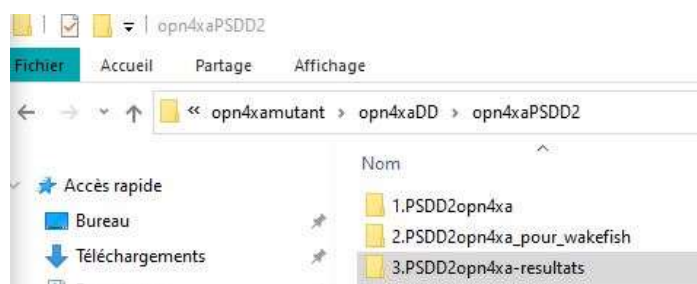 opn4xaPSDD2
Fichier Accueil Partage Affichage
« opn4xamutant › opn4xaDD › opn4xaPSDD2
Nom
Accès rapide
1.PSDD2opn4xa
Bureau
2.PSDD2opn4xa_pour_wakefish
Téléchargements
3.PSDD2opn4xa-resultats